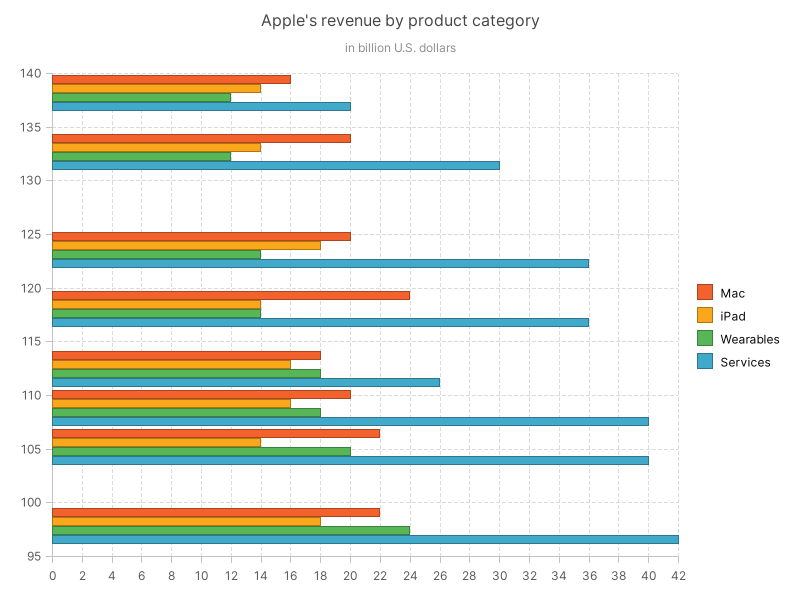 Apple's revenue by product category
in billion U.S. dollars
140
135
130
125
120
115
110
105
100
95
0 2 4 6 8 10 12 14 16 18 20 22 24 26 28 30 32 34 36 38 40 42
Mac
iPad
Wearables
Services